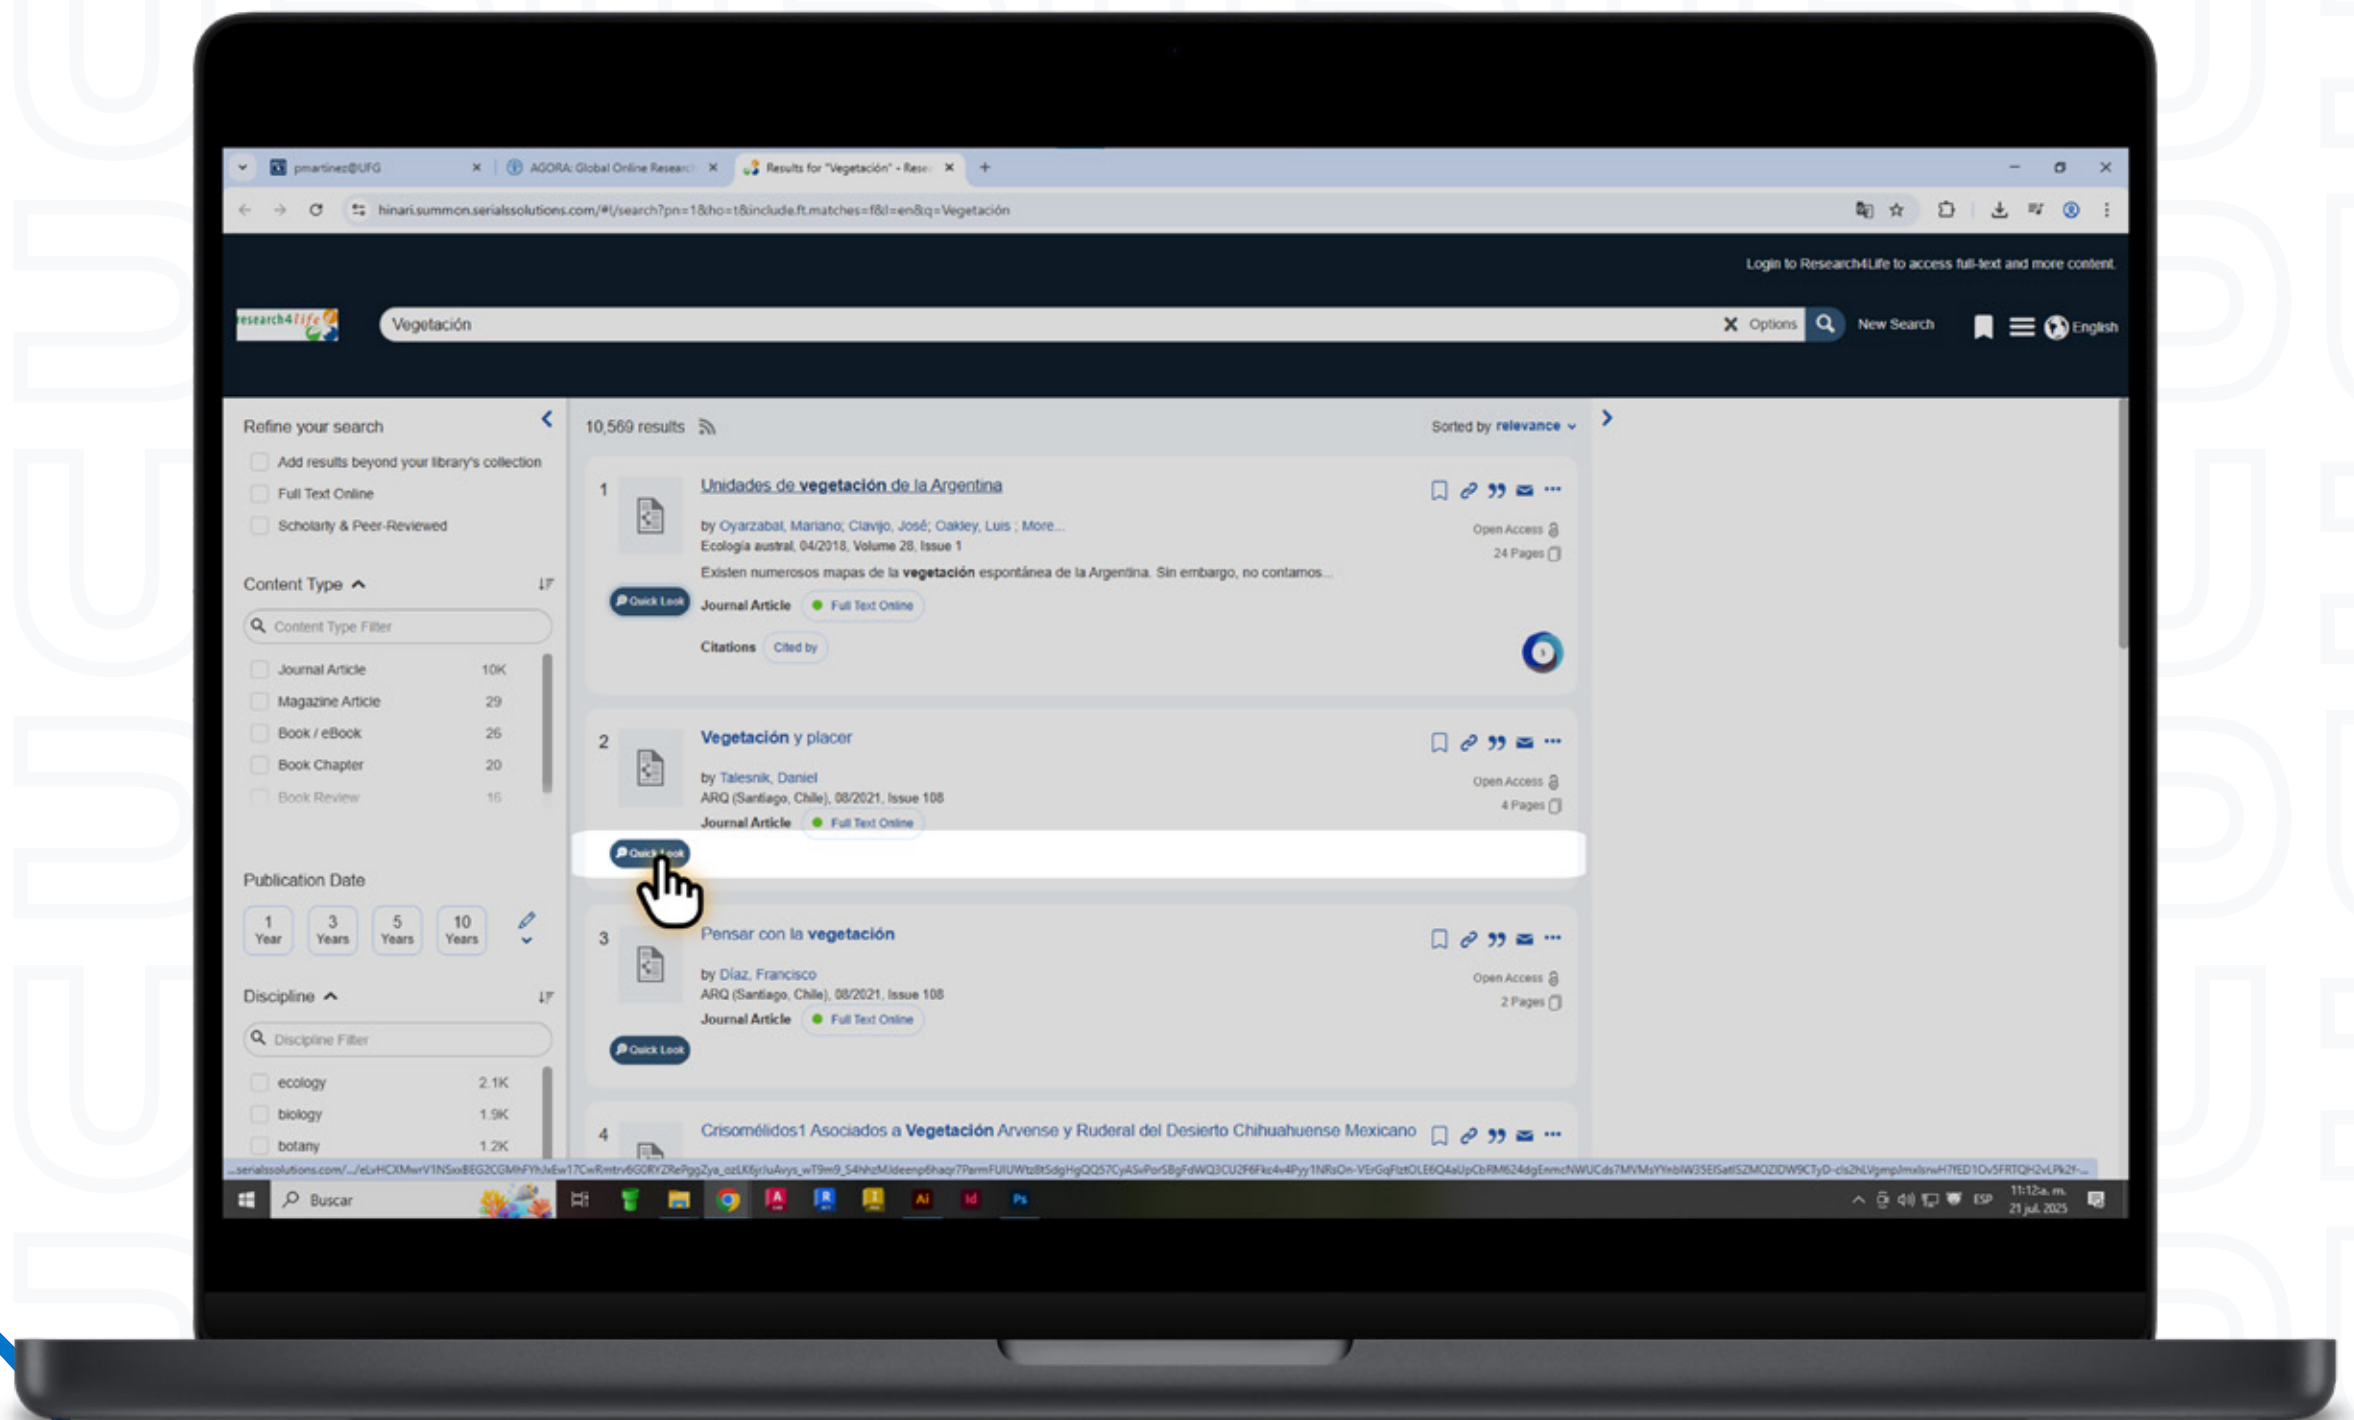 pmartinez@UFG
AGORA: Global Online Researc
Results for "Vegetación" - Rese
hinari.summon.serialssolutions.com/#!/search?pn=1&ho=t&include.ft.matches=f&l=en&q=Vegetación
Login to Research4Life to access full-text and more content.
research4life
Vegetación
Options
New Search
English
Refine your search
Add results beyond your library's collection
Full Text Online
Scholarly & Peer-Reviewed
Content Type
Content Type Filter
Journal Article 10K
Magazine Article 29
Book / eBook 26
Book Chapter 20
Book Review 16
Publication Date
1 Year
3 Years
5 Years
10 Years
Discipline
Discipline Filter
ecology 2.1K
biology 1.9K
botany 1.2K
10,569 results
Sorted by relevance
1
Unidades de vegetación de la Argentina
by Oyarzabal, Mariano; Clavijo, José; Oakley, Luis ; More...
Ecología austral, 04/2018, Volume 28, Issue 1
Existen numerosos mapas de la vegetación espontánea de la Argentina. Sin embargo, no contamos...
Open Access
24 Pages
Quick Look
Journal Article
Full Text Online
Citations
Cited by
2
Vegetación y placer
by Talesnik, Daniel
ARQ (Santiago, Chile), 08/2021, Issue 108
Journal Article
Full Text Online
Open Access
4 Pages
Quick Look
3
Pensar con la vegetación
by Díaz, Francisco
ARQ (Santiago, Chile), 08/2021, Issue 108
Journal Article
Full Text Online
Open Access
2 Pages
Quick Look
4
Crisomélidos1 Asociados a Vegetación Arvense y Ruderal del Desierto Chihuahuense Mexicano
Buscar
Ai
Id
Ps
ESP
11:12a. m.
21 jul. 2025